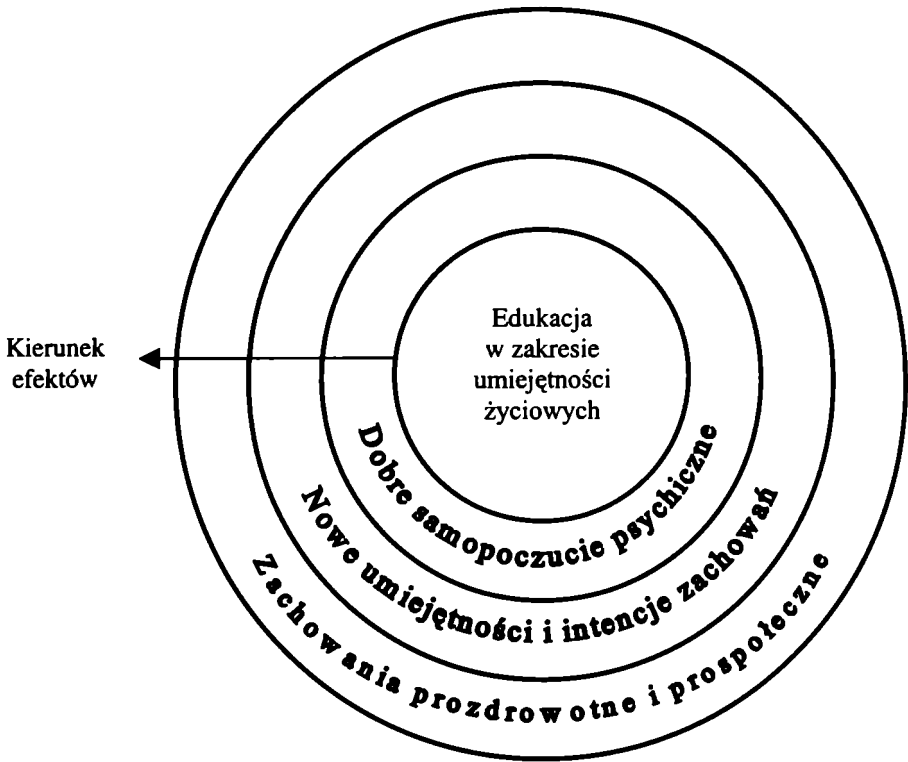 Edukacja
w zakresie
umiejętności
życiowych
Kierunek
efektów
Dobre samopoczucie psychiczne
Nowe umiejętności i intencje zachowań
Zachowania prozdrowotne i prospołeczne